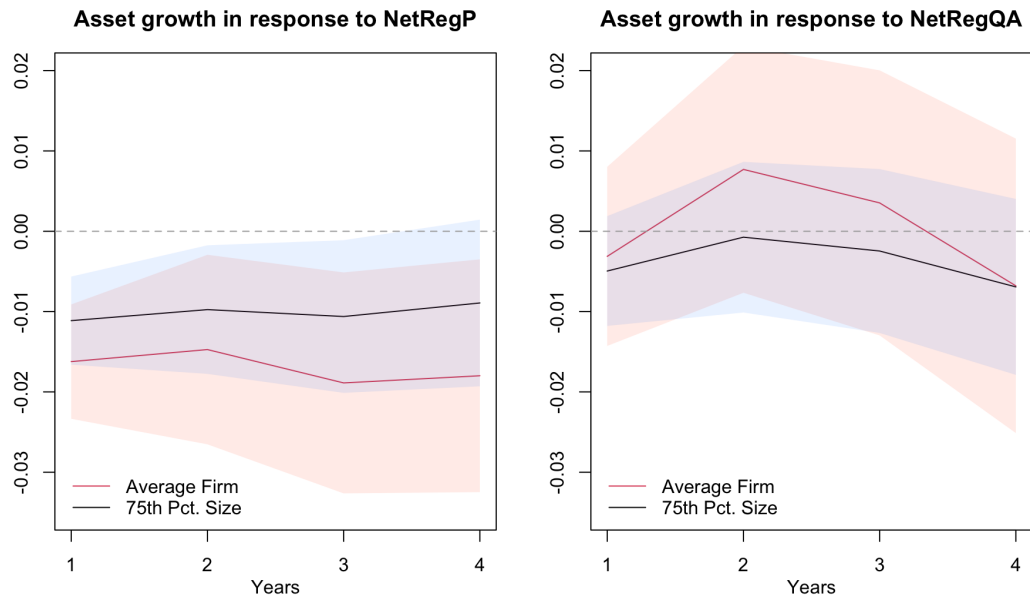 Asset growth in response to NetRegP
0.02
0.01
0.00
-0.01
-0.02
-0.03
Average Firm
75th Pct. Size
1 2 3 4
Years
Asset growth in response to NetRegQA
0.02
0.01
0.00
-0.01
-0.02
-0.03
Average Firm
75th Pct. Size
1 2 3 4
Years